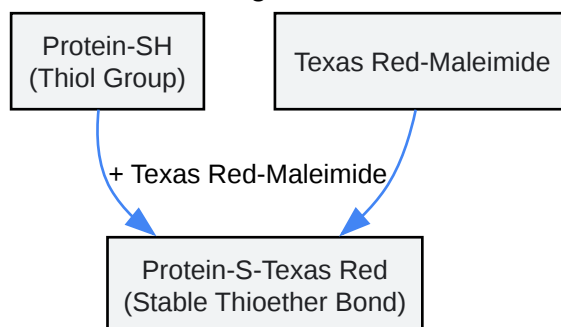 Protein-SH
(Thiol Group)
Texas Red-Maleimide
+ Texas Red-Maleimide
Protein-S-Texas Red
(Stable Thioether Bond)